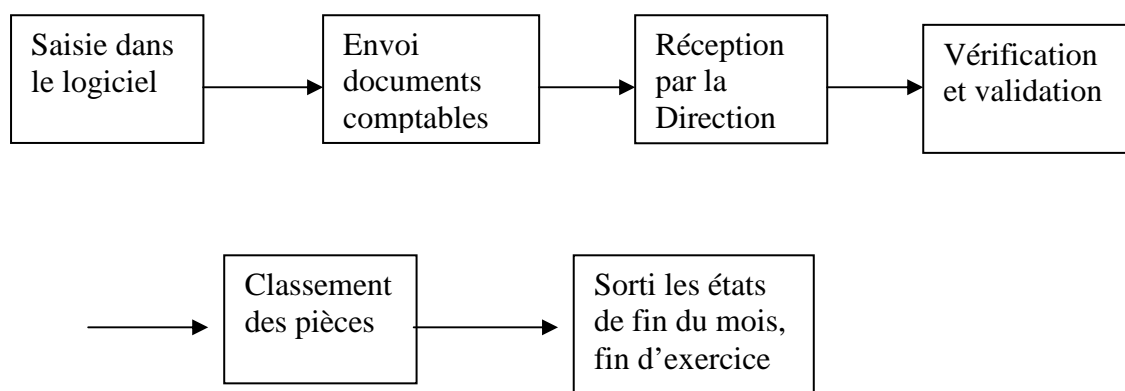 Saisie dans
le logiciel
Envoi
documents
comptables
Réception
par la
Direction
Vérification
et validation
Classement
des pièces
Sorti les états
de fin du mois,
fin d’exercice